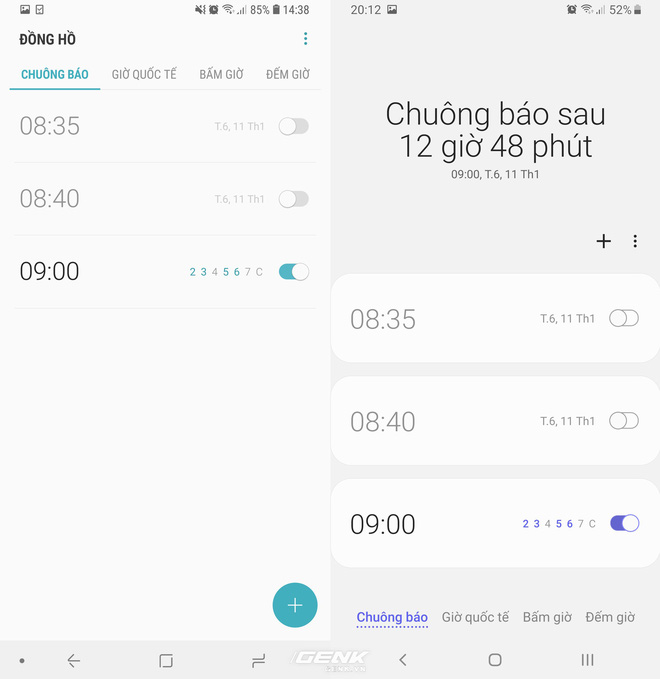 85% 14:38
ĐỒNG HỒ
CHUÔNG BÁO GIỜ QUỐC TẾ BẤM GIỜ ĐẾM GIỜ
08:35 T.6, 11 Th1
08:40 T.6, 11 Th1
09:00 2 3 4 5 6 7 C
20:12 52%
Chuông báo sau
12 giờ 48 phút
09:00, T.6, 11 Th1
08:35 T.6, 11 Th1
08:40 T.6, 11 Th1
09:00 2 3 4 5 6 7 C
Chuông báo Giờ quốc tế Bấm giờ Đếm giờ
GENK